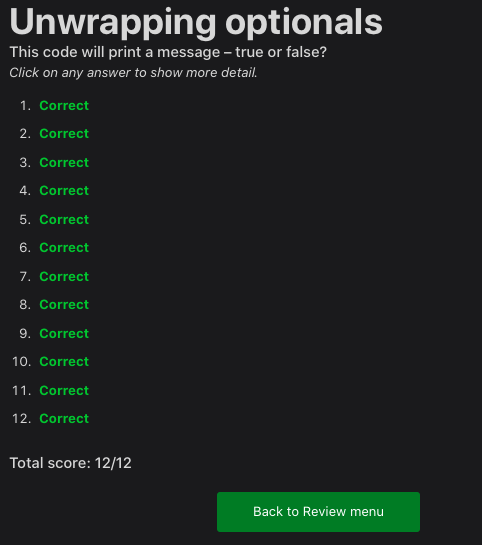 Unwrapping optionals
This code will print a message – true or false?
Click on any answer to show more detail.
1. Correct
2. Correct
3. Correct
4. Correct
5. Correct
6. Correct
7. Correct
8. Correct
9. Correct
10. Correct
11. Correct
12. Correct
Total score: 12/12
Back to Review menu